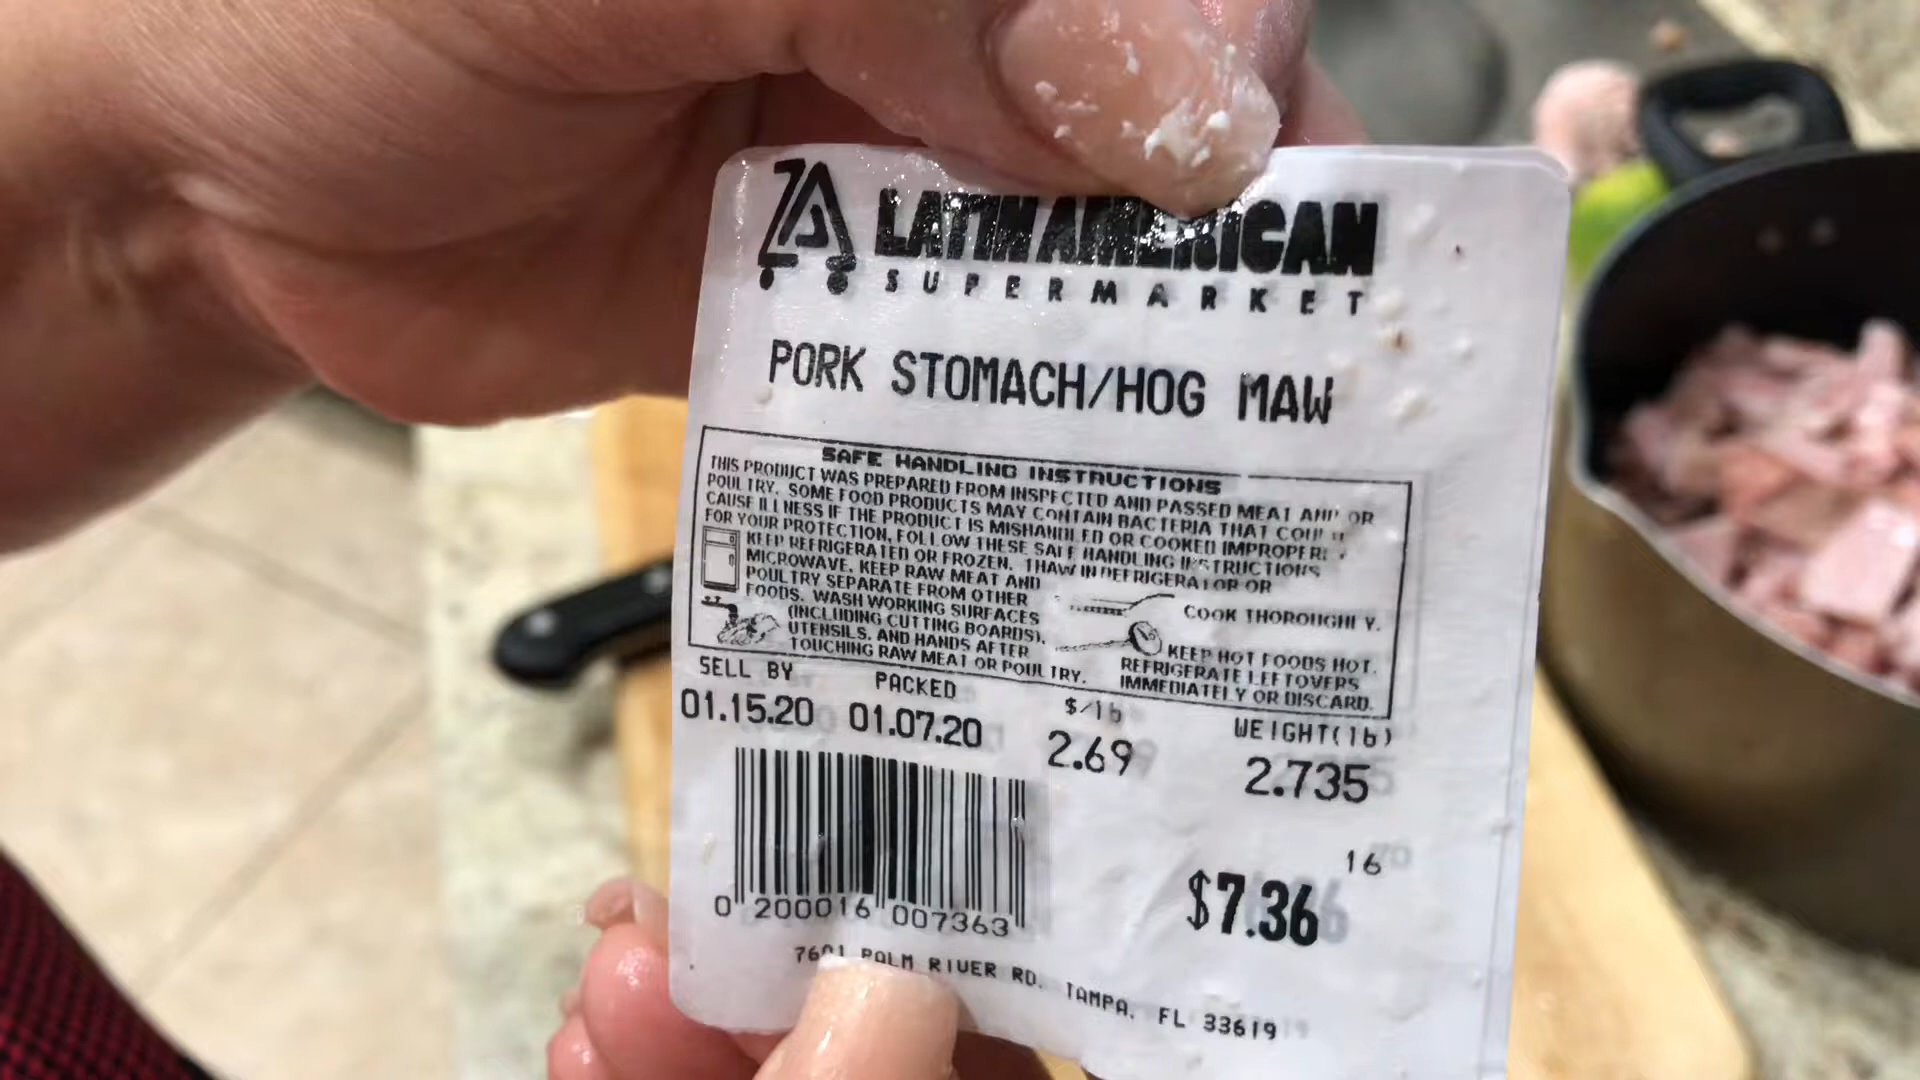 LATIN AMERICAN
SUPERMARKET
PORK STOMACH/HOG MAW
SAFE HANDLING INSTRUCTIONS
THIS PRODUCT WAS PREPARED FROM INSPECTED AND PASSED MEAT AND OR
POULTRY. SOME FOOD PRODUCTS MAY CONTAIN BACTERIA THAT COULD
CAUSE ILLNESS IF THE PRODUCT IS MISHANDLED OR COOKED IMPROPERLY
FOR YOUR PROTECTION, FOLLOW THESE SAFE HANDLING INSTRUCTIONS
KEEP REFRIGERATED OR FROZEN. THAW IN REFRIGERATOR OR
MICROWAVE. KEEP RAW MEAT AND
POULTRY SEPARATE FROM OTHER
FOODS. WASH WORKING SURFACES
(INCLUDING CUTTING BOARDS),
UTENSILS, AND HANDS AFTER
TOUCHING RAW MEAT OR POULTRY.
COOK THOROUGHLY.
KEEP HOT FOODS HOT.
REFRIGERATE LEFTOVERS
IMMEDIATELY OR DISCARD.
SELL BY PACKED $/lb WEIGHT(lb)
01.15.20 01.07.20 2.69 2.735
16
$7.36
0 200016 007363
7601 PALM RIVER RD. TAMPA, FL 33619